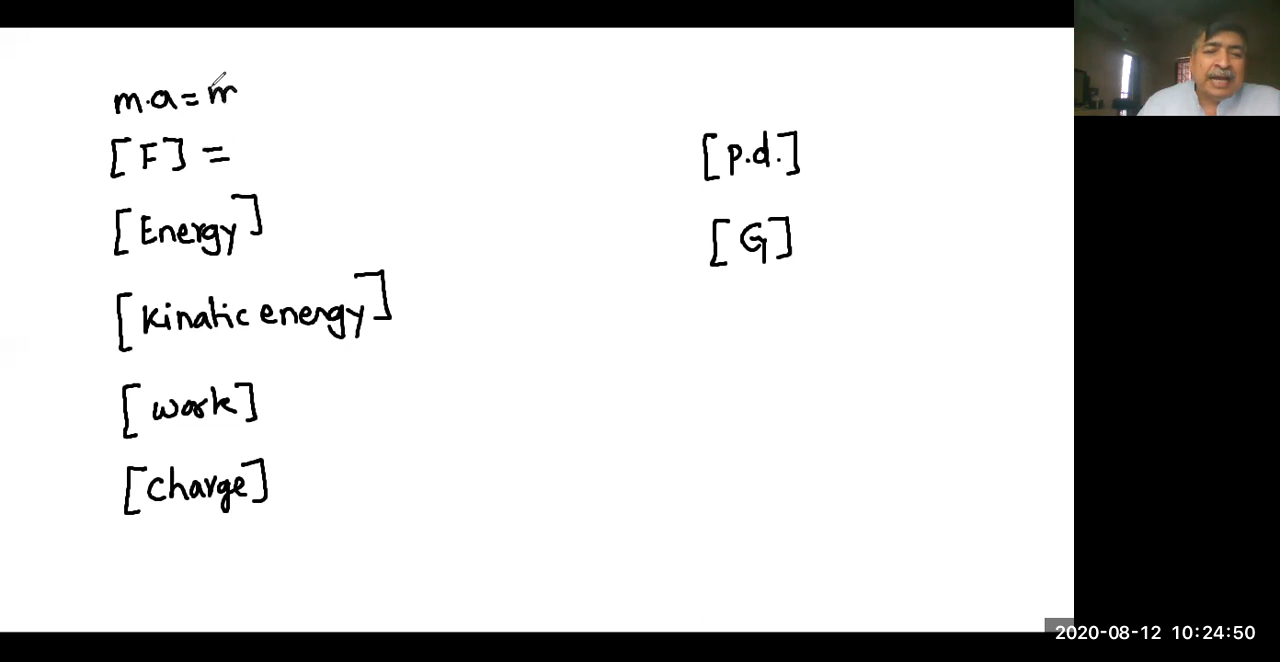 m.a = m
[F] =
[Energy]
[Kinatic energy]
[work]
[charge]
[p.d.]
[G]
2020-08-12 10:24:50